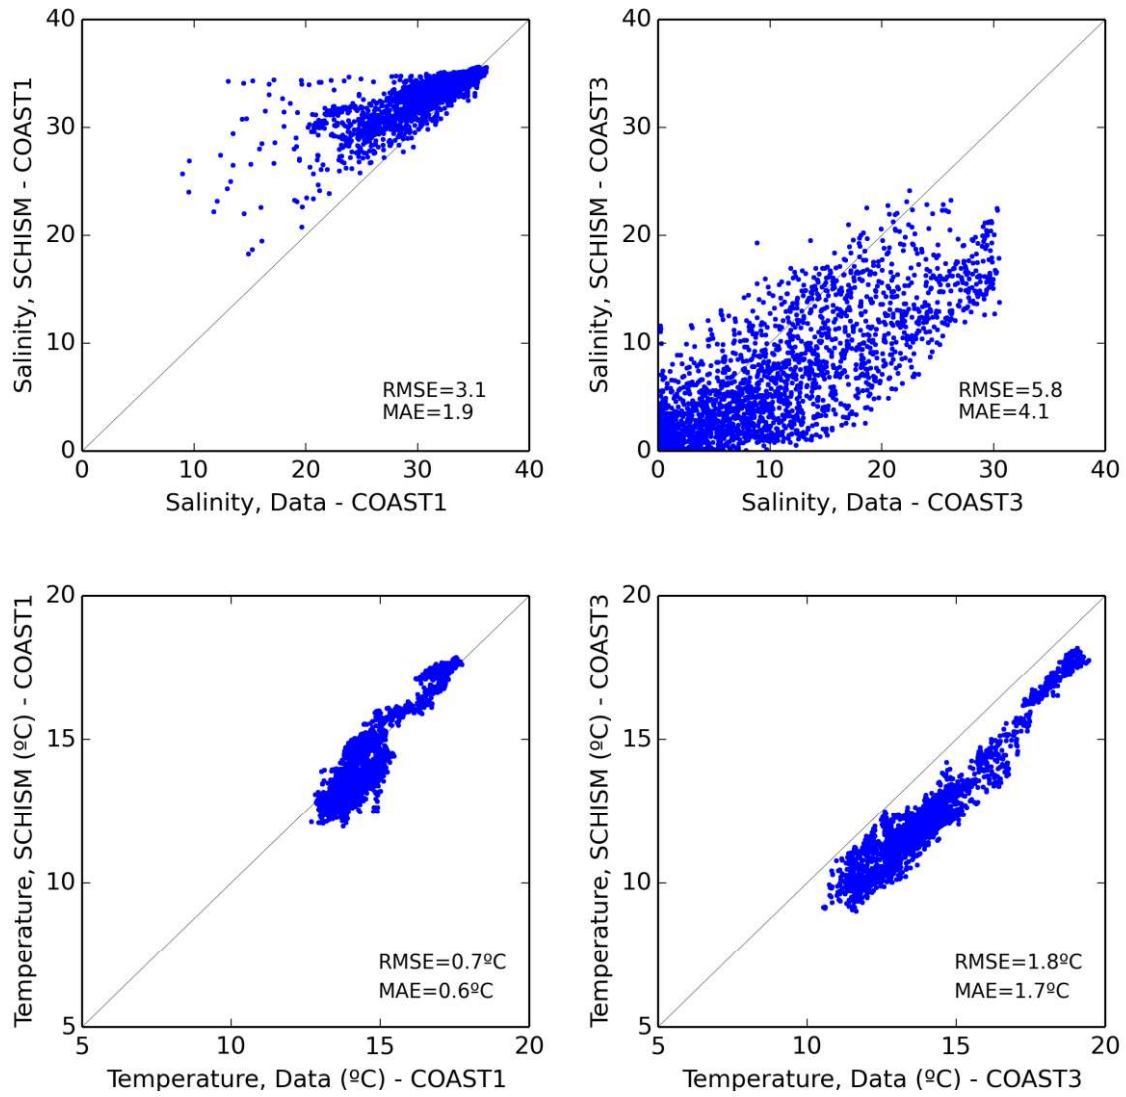 Salinity, SCHISM - COAST1
40
30
20
10
0
RMSE=3.1
MAE=1.9
0 10 20 30 40
Salinity, Data - COAST1
Salinity, SCHISM - COAST3
40
30
20
10
0
RMSE=5.8
MAE=4.1
0 10 20 30 40
Salinity, Data - COAST3
Temperature, SCHISM (ºC) - COAST1
20
15
10
5
RMSE=0.7ºC
MAE=0.6ºC
5 10 15 20
Temperature, Data (ºC) - COAST1
Temperature, SCHISM (ºC) - COAST3
20
15
10
5
RMSE=1.8ºC
MAE=1.7ºC
5 10 15 20
Temperature, Data (ºC) - COAST3